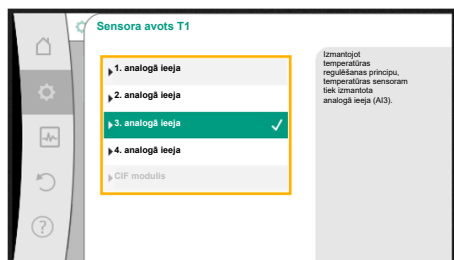 Sensora avots T1
1. analogā ieeja
2. analogā ieeja
3. analogā ieeja
4. analogā ieeja
CIF modulis
Izmantojot
temperatūras
regulēšanas principu,
temperatūras sensoram
tiek izmantota
analogā ieeja (AI3).